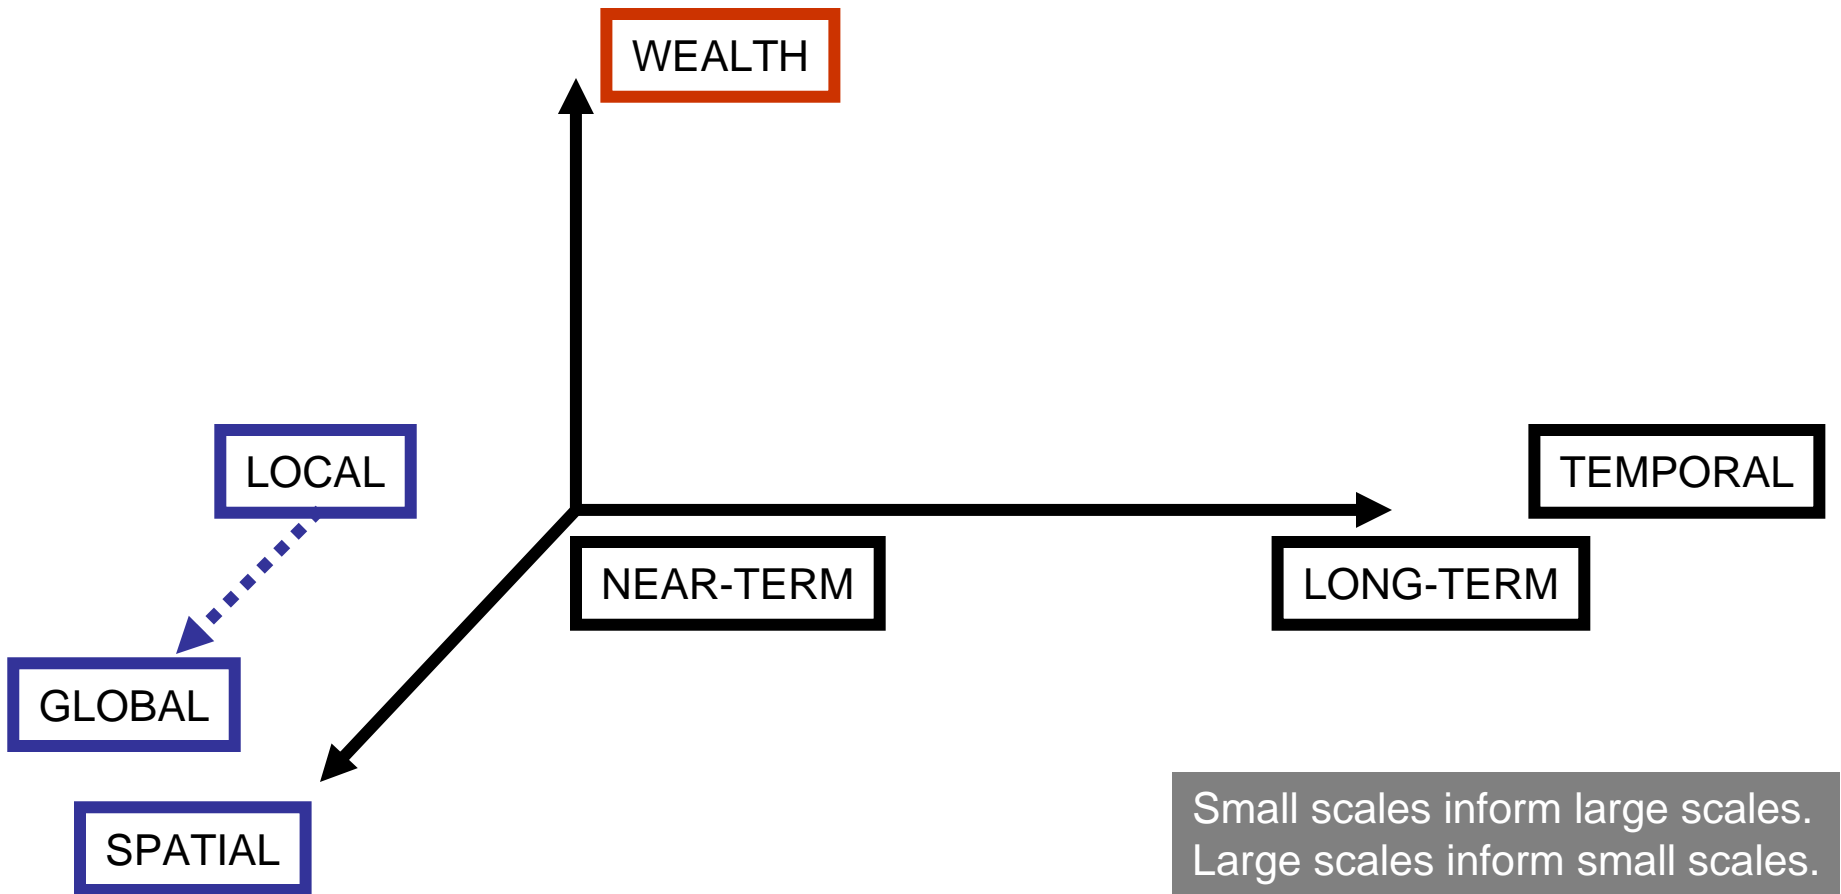 WEALTH
LOCAL
TEMPORAL
NEAR-TERM
LONG-TERM
GLOBAL
SPATIAL
Small scales inform large scales.
Large scales inform small scales.